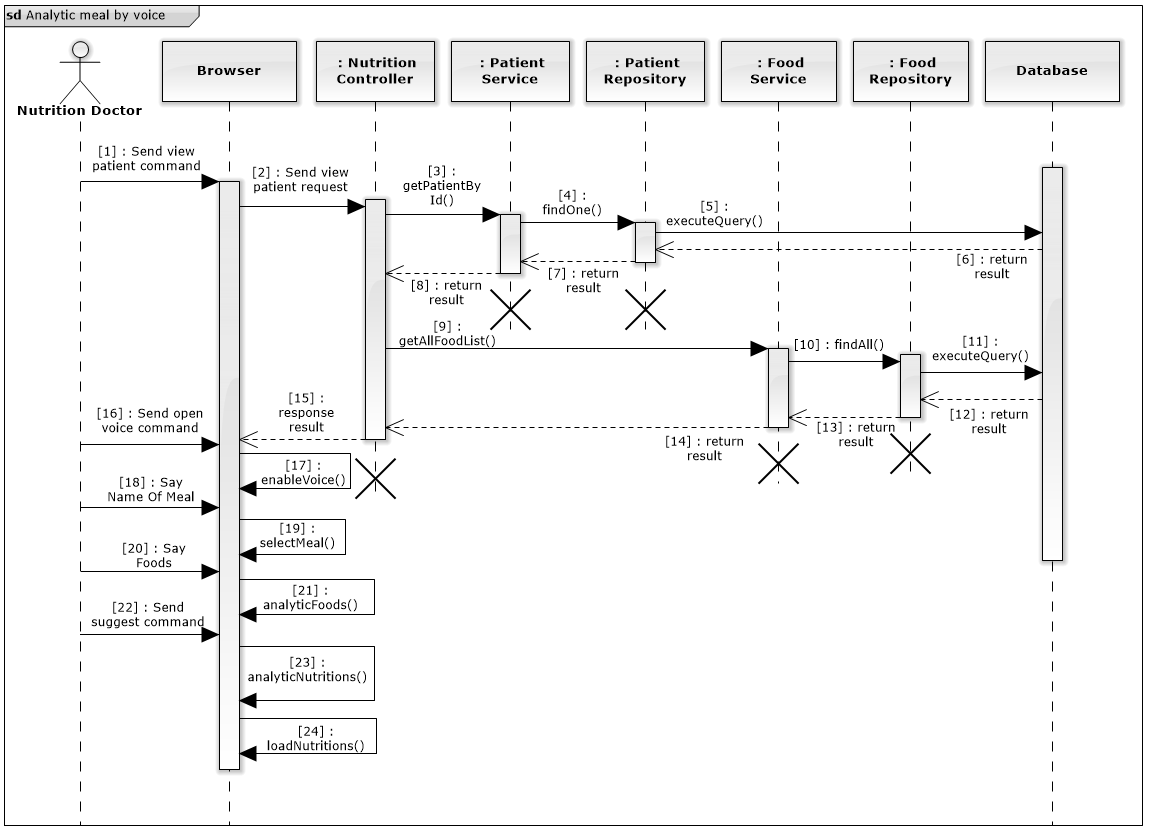 sd Analytic meal by voice
Nutrition Doctor
Browser
: Nutrition
Controller
: Patient
Service
: Patient
Repository
: Food
Service
: Food
Repository
Database
[1] : Send view
patient command
[2] : Send view
patient request
[3] :
getPatientBy
Id()
[4] :
findOne()
[5] :
executeQuery()
[6] : return
result
[7] : return
result
[8] : return
result
[9] :
getAllFoodList()
[10] : findAll()
[11] :
executeQuery()
[12] : return
result
[13] : return
result
[14] : return
result
[15] :
response
result
[16] : Send open
voice command
[17] :
enableVoice()
[18] : Say
Name Of Meal
[19] :
selectMeal()
[20] : Say
Foods
[21] :
analyticFoods()
[22] : Send
suggest command
[23] :
analyticNutritions()
[24] :
loadNutritions()